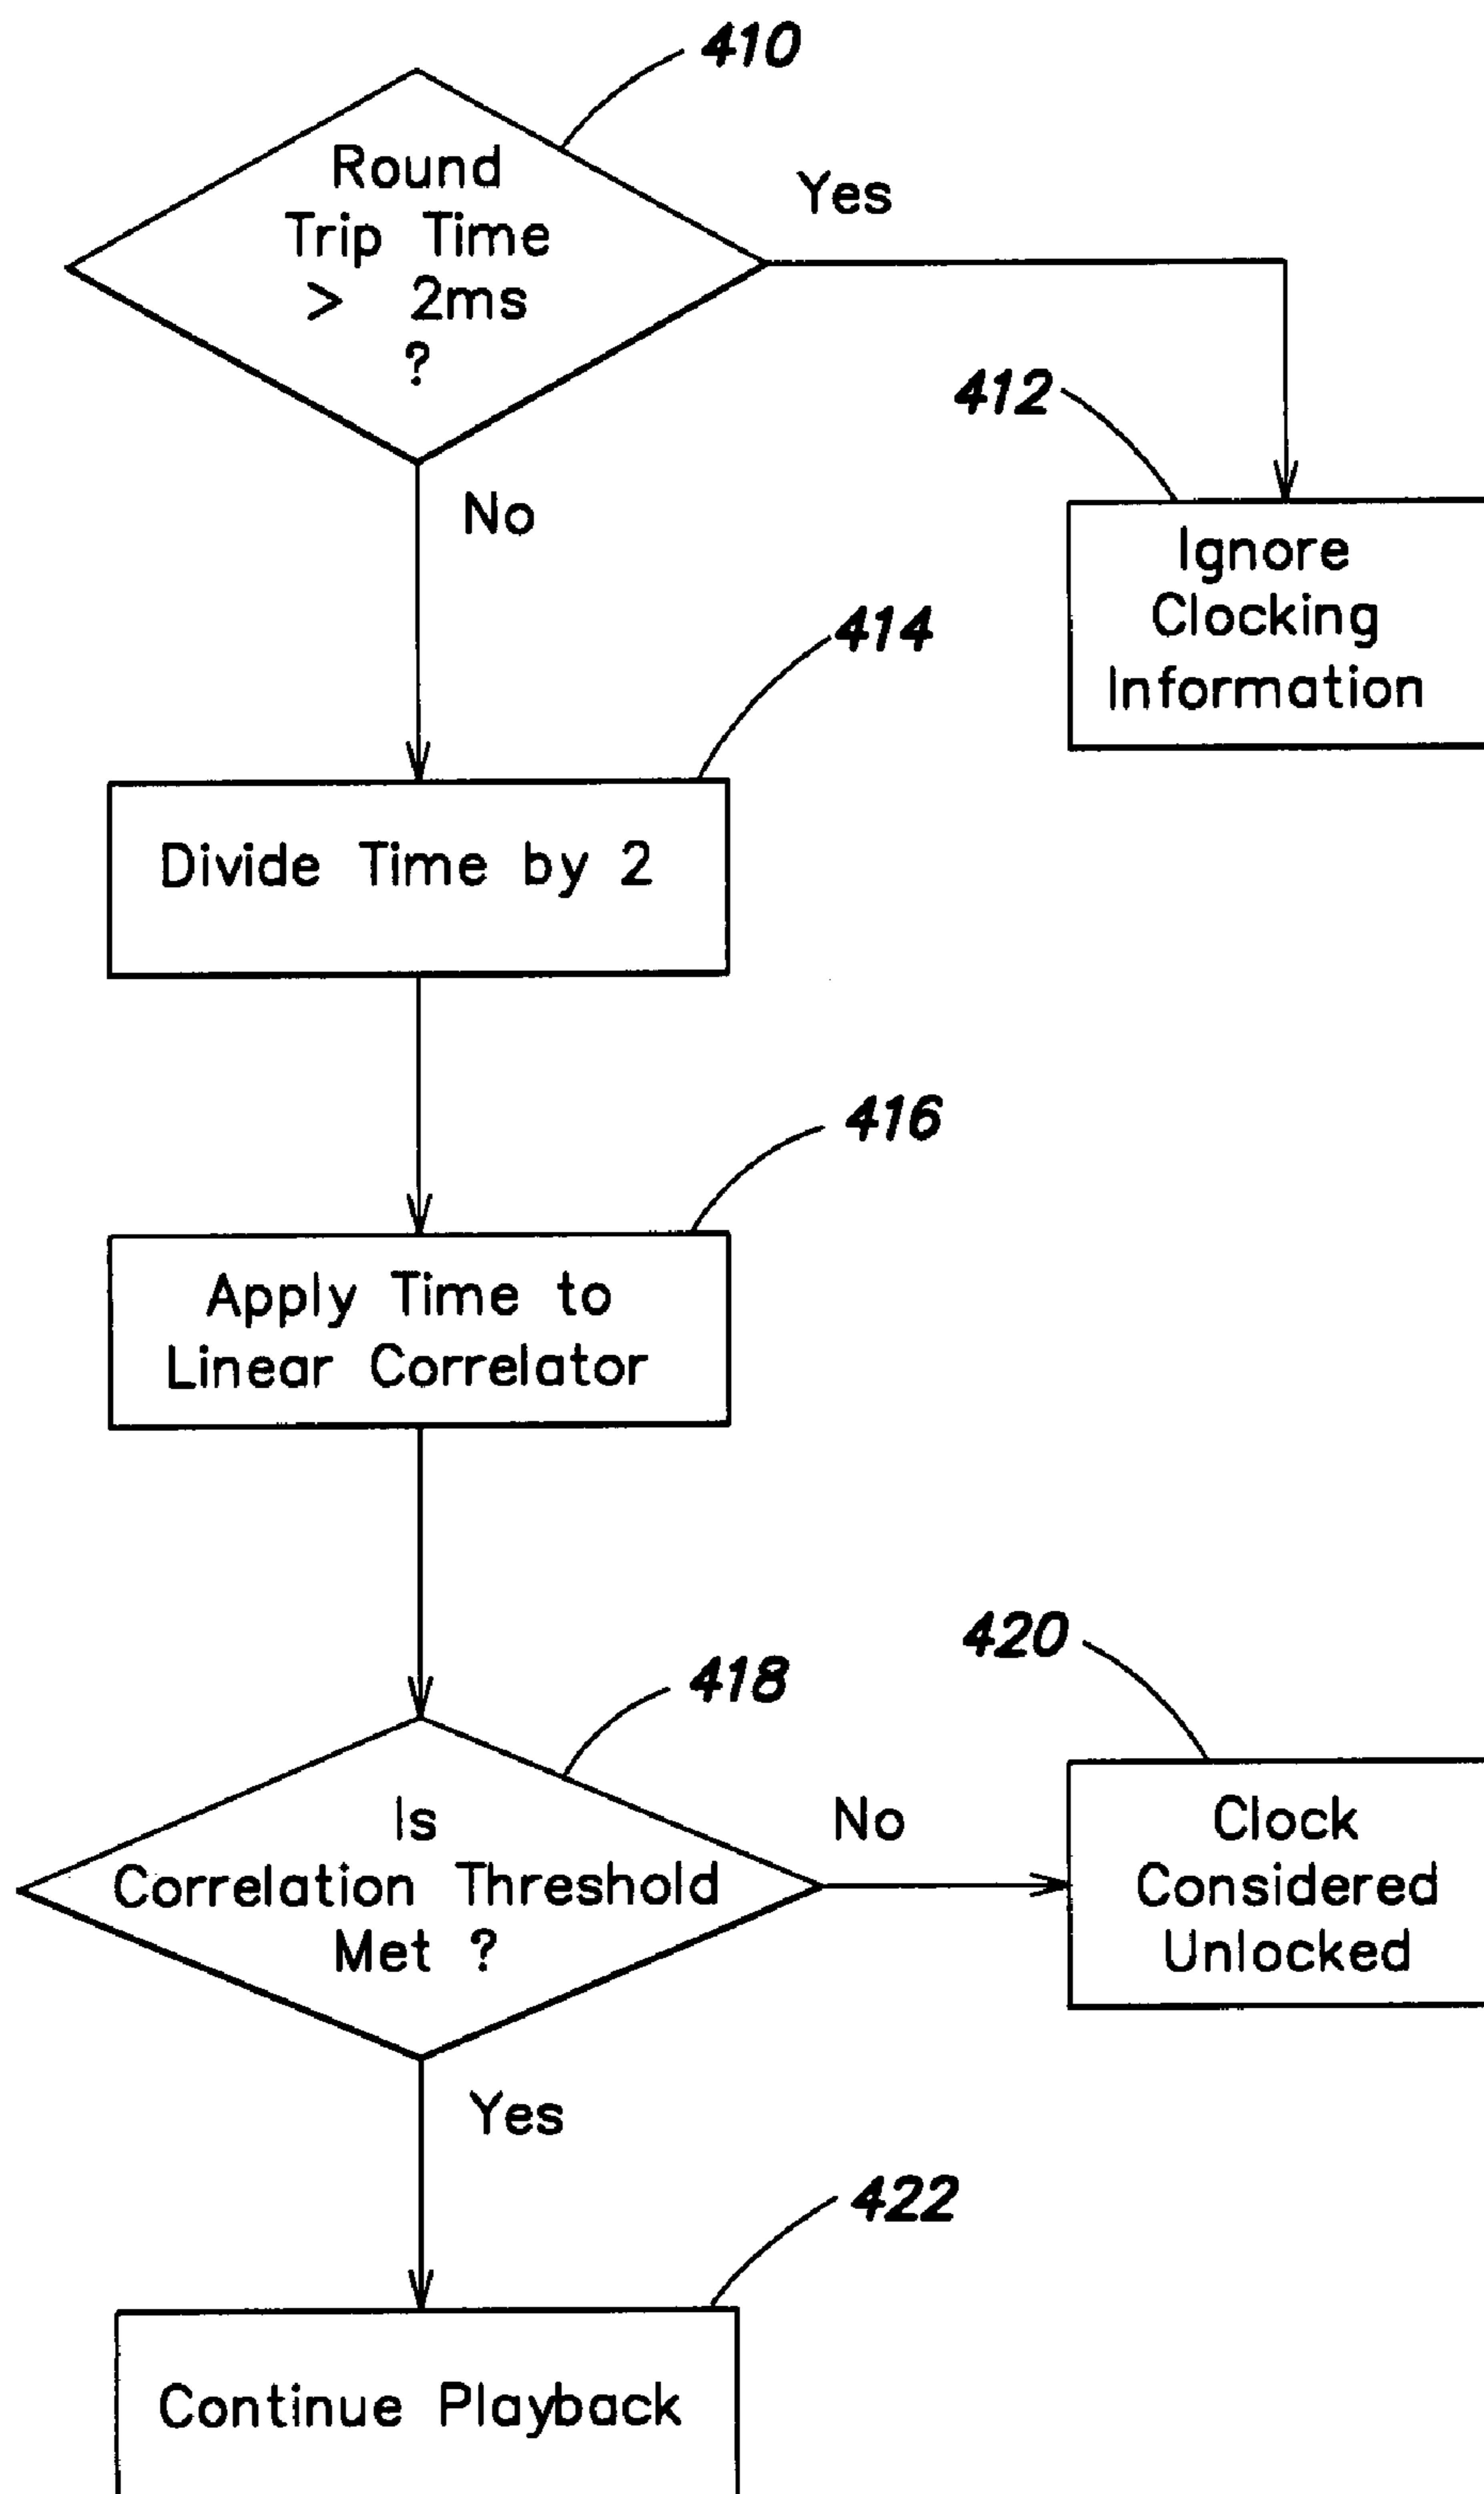 410
Round
Trip Time
> 2ms
?
Yes
412
Ignore
Clocking
Information
No
414
Divide Time by 2
416
Apply Time to
Linear Correlator
418
Is
Correlation Threshold
Met ?
No
420
Clock
Considered
Unlocked
Yes
422
Continue Playback